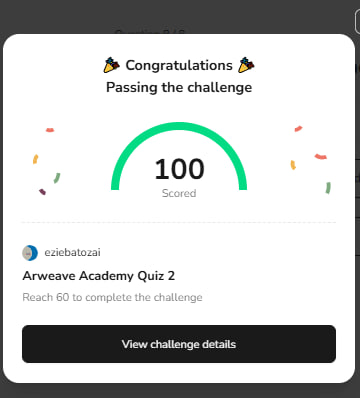 Question 8 / 8
🎉 Congratulations 🎉
Passing the challenge
100
Scored
eziebatozai
Arweave Academy Quiz 2
Reach 60 to complete the challenge
View challenge details